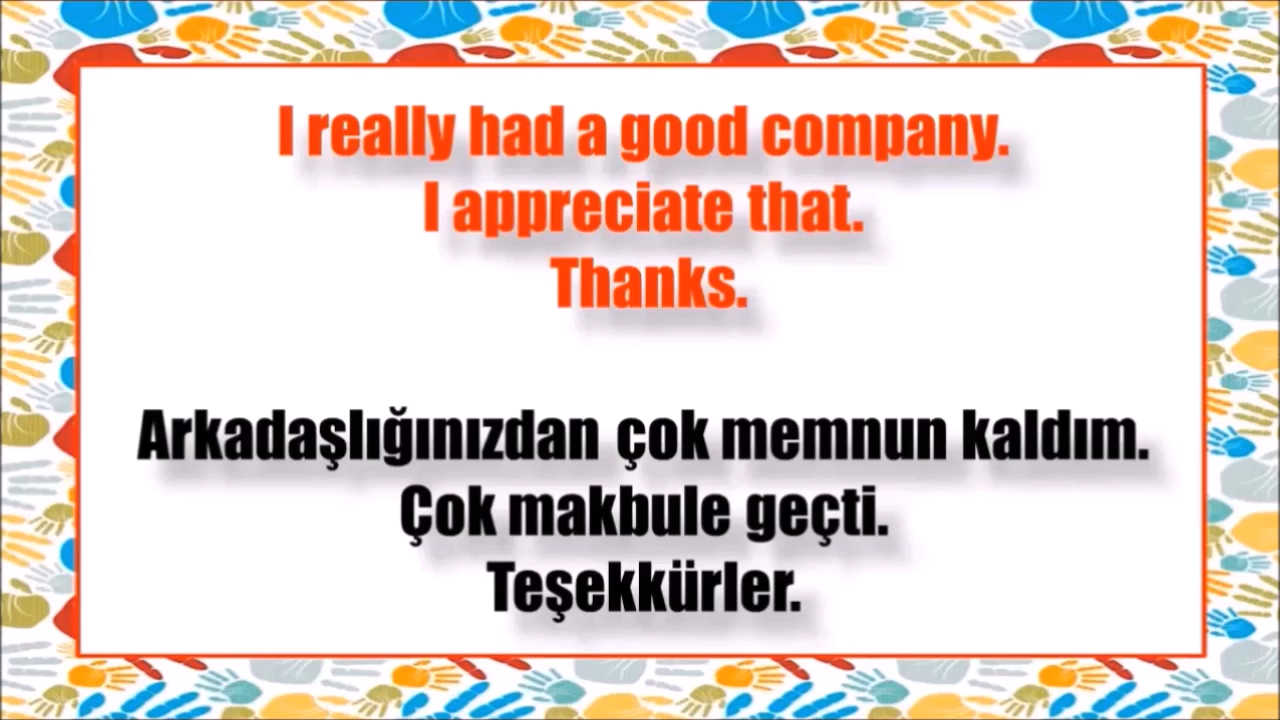 I really had a good company.
I appreciate that.
Thanks.
Arkadaşlığınızdan çok memnun kaldım.
Çok makbule geçti.
Teşekkürler.